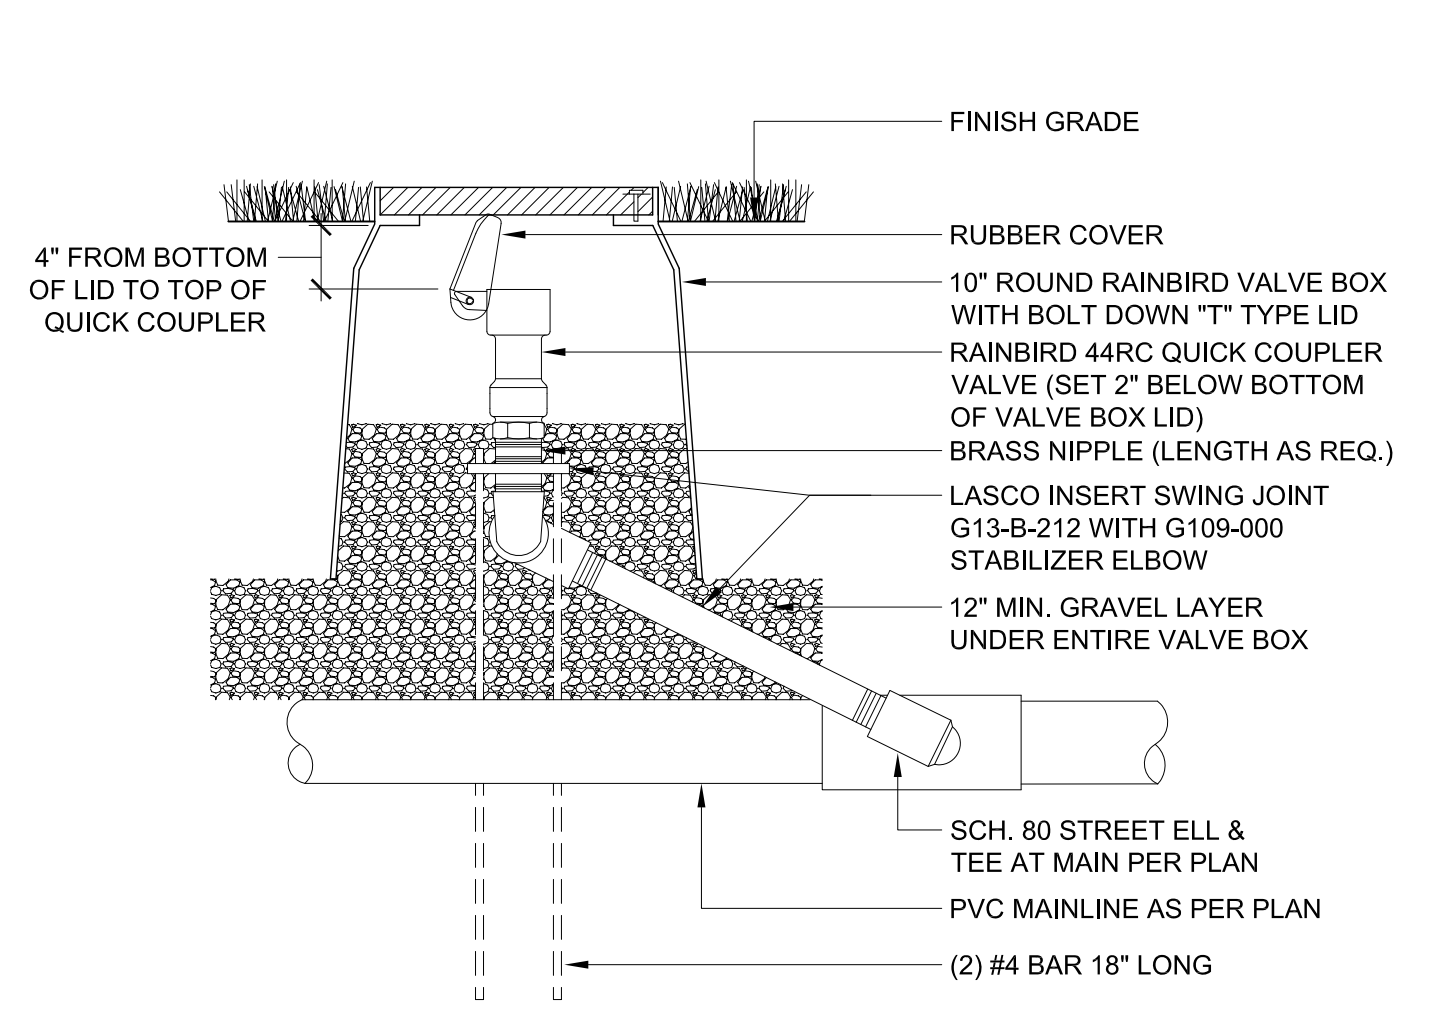 FINISH GRADE
4" FROM BOTTOM
OF LID TO TOP OF
QUICK COUPLER
RUBBER COVER
10" ROUND RAINBIRD VALVE BOX
WITH BOLT DOWN "T" TYPE LID
RAINBIRD 44RC QUICK COUPLER
VALVE (SET 2" BELOW BOTTOM
OF VALVE BOX LID)
BRASS NIPPLE (LENGTH AS REQ.)
LASCO INSERT SWING JOINT
G13-B-212 WITH G109-000
STABILIZER ELBOW
12" MIN. GRAVEL LAYER
UNDER ENTIRE VALVE BOX
SCH. 80 STREET ELL &
TEE AT MAIN PER PLAN
PVC MAINLINE AS PER PLAN
(2) #4 BAR 18" LONG